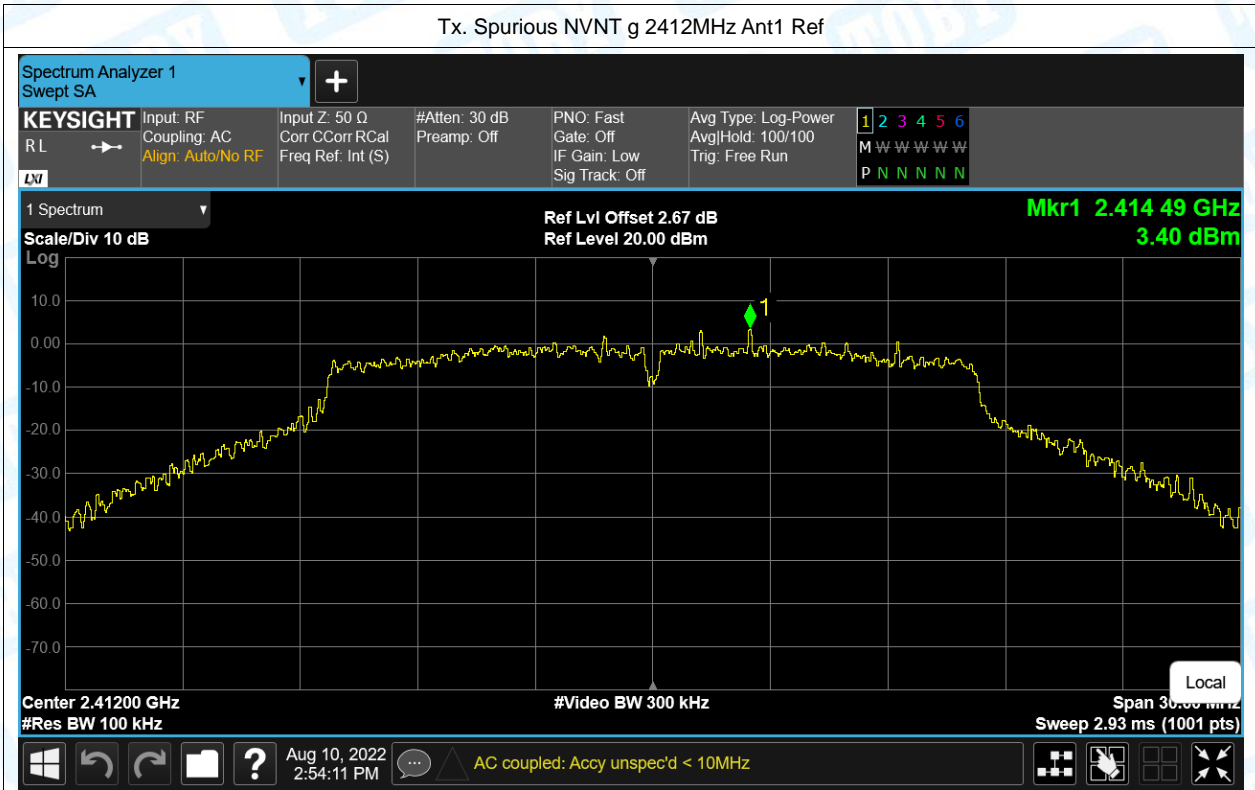 Tx. Spurious NVNT g 2412MHz Ant1 Ref
Spectrum Analyzer 1
Swept SA
KEYSIGHT
R L
LXI
Input: RF
Coupling: AC
Align: Auto/No RF
Input Z: 50 Ω
Corr CCorr RCal
Freq Ref: Int (S)
#Atten: 30 dB
Preamp: Off
PNO: Fast
Gate: Off
IF Gain: Low
Sig Track: Off
Avg Type: Log-Power
Avg|Hold: 100/100
Trig: Free Run
1 2 3 4 5 6
M W W W W W
P N N N N N
1 Spectrum
Scale/Div 10 dB
Ref Lvl Offset 2.67 dB
Ref Level 20.00 dBm
Mkr1 2.414 49 GHz
3.40 dBm
Log
10.0
0.00
-10.0
-20.0
-30.0
-40.0
-50.0
-60.0
-70.0
1
Local
Center 2.41200 GHz
#Res BW 100 kHz
#Video BW 300 kHz
Span 30.00 MHz
Sweep 2.93 ms (1001 pts)
?
Aug 10, 2022
2:54:11 PM
AC coupled: Accy unspec'd < 10MHz